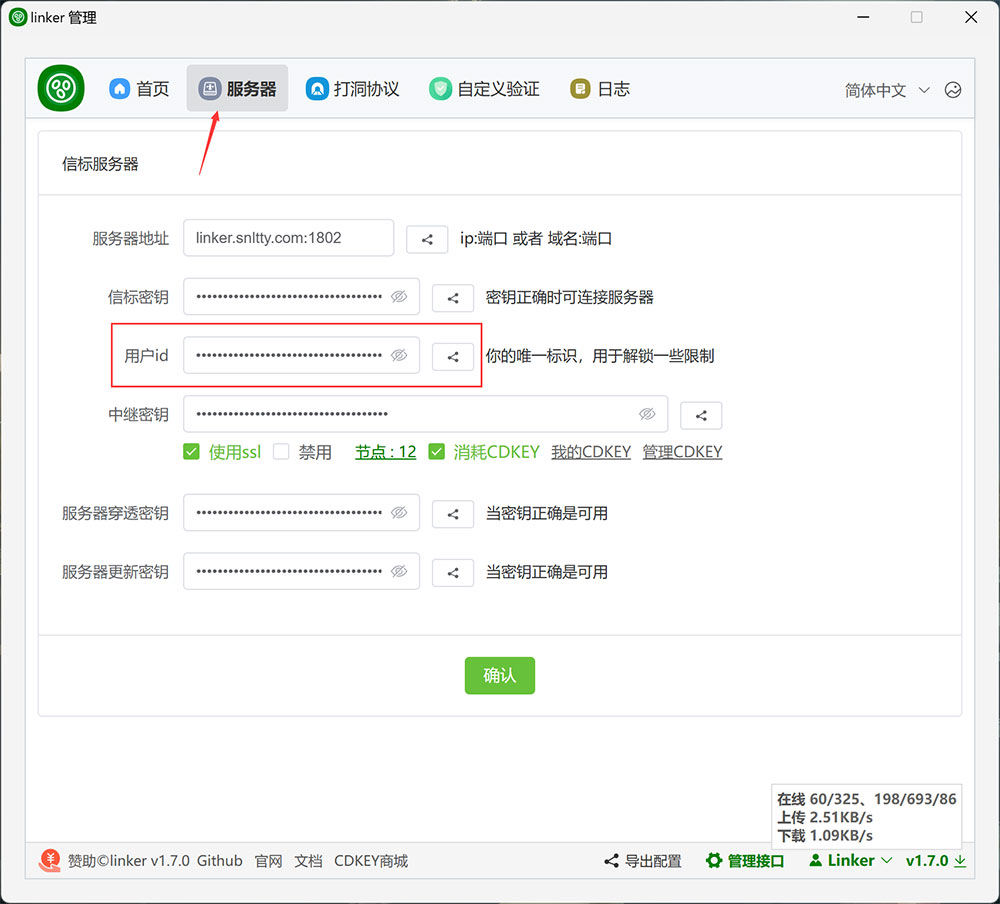 linker 管理
首页 服务器 打洞协议 自定义验证 日志 简体中文
信标服务器
服务器地址 linker.snltty.com:1802 ip:端口 或者 域名:端口
信标密钥 密钥正确时可连接服务器
用户id 你的唯一标识，用于解锁一些限制
中继密钥
使用ssl 禁用 节点 : 12 消耗CDKEY 我的CDKEY 管理CDKEY
服务器穿透密钥 当密钥正确是可用
服务器更新密钥 当密钥正确是可用
确认
在线 60/325、198/693/86
上传 2.51KB/s
下载 1.09KB/s
赞助©linker v1.7.0 Github 官网 文档 CDKEY商城 导出配置 管理接口 Linker v1.7.0